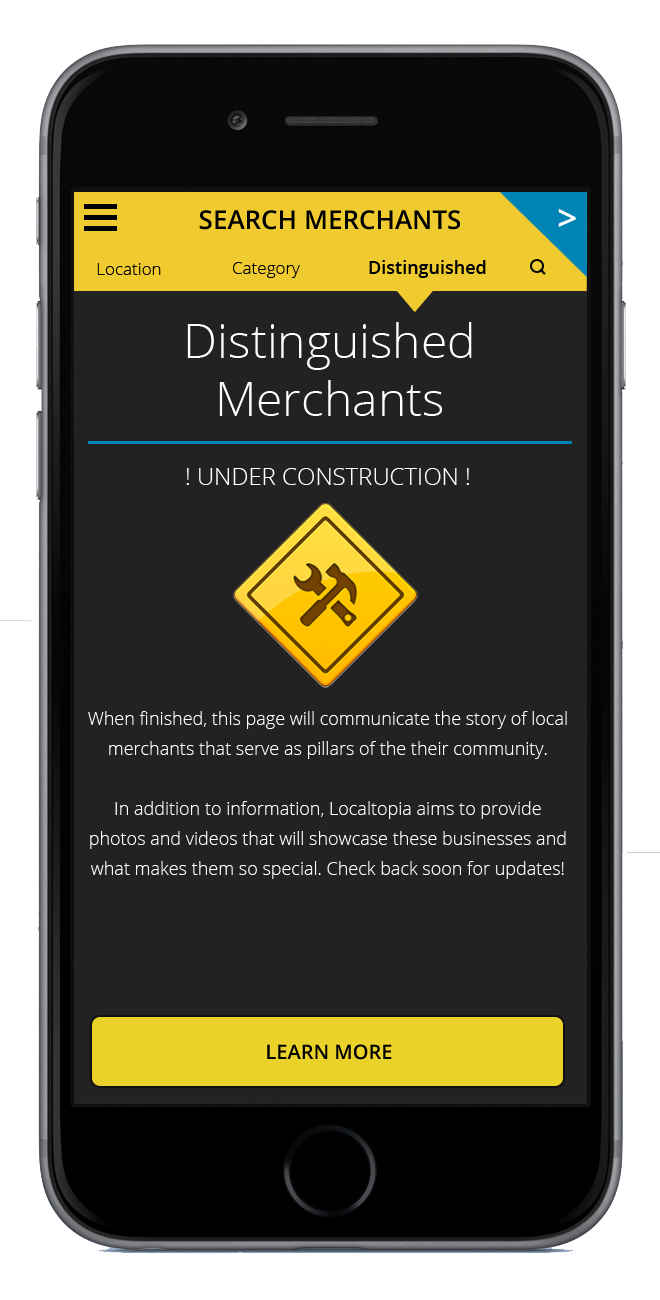 SEARCH MERCHANTS >
Location Category Distinguished
Distinguished
Merchants
! UNDER CONSTRUCTION !
When finished, this page will communicate the story of local
merchants that serve as pillars of the their community.
In addition to information, Localtopia aims to provide
photos and videos that will showcase these businesses and
what makes them so special. Check back soon for updates!
LEARN MORE